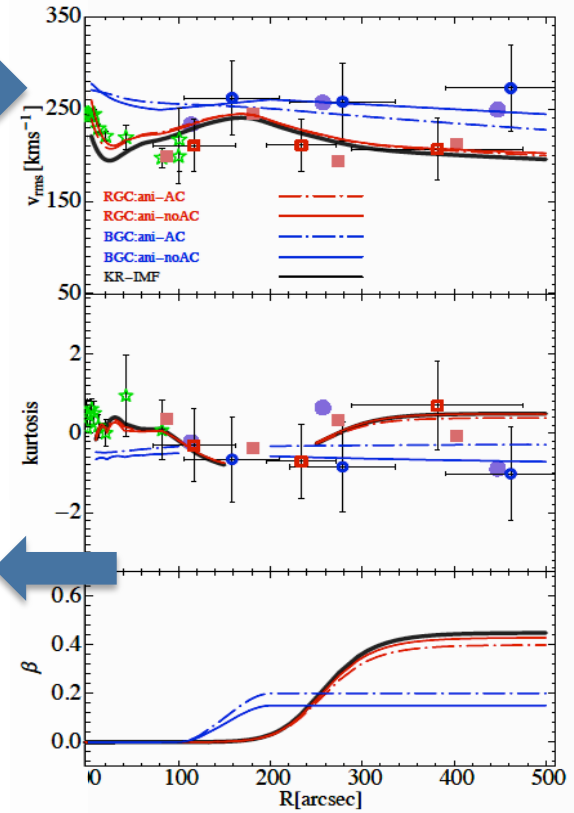 350
250
150
50
v_rms [kms⁻¹]
RGC:ani-AC
RGC:ani-noAC
BGC:ani-AC
BGC:ani-noAC
KR-IMF
2
0
-2
kurtosis
0.6
0.4
0.2
0.0
β
0 100 200 300 400 500
R[arcsec]